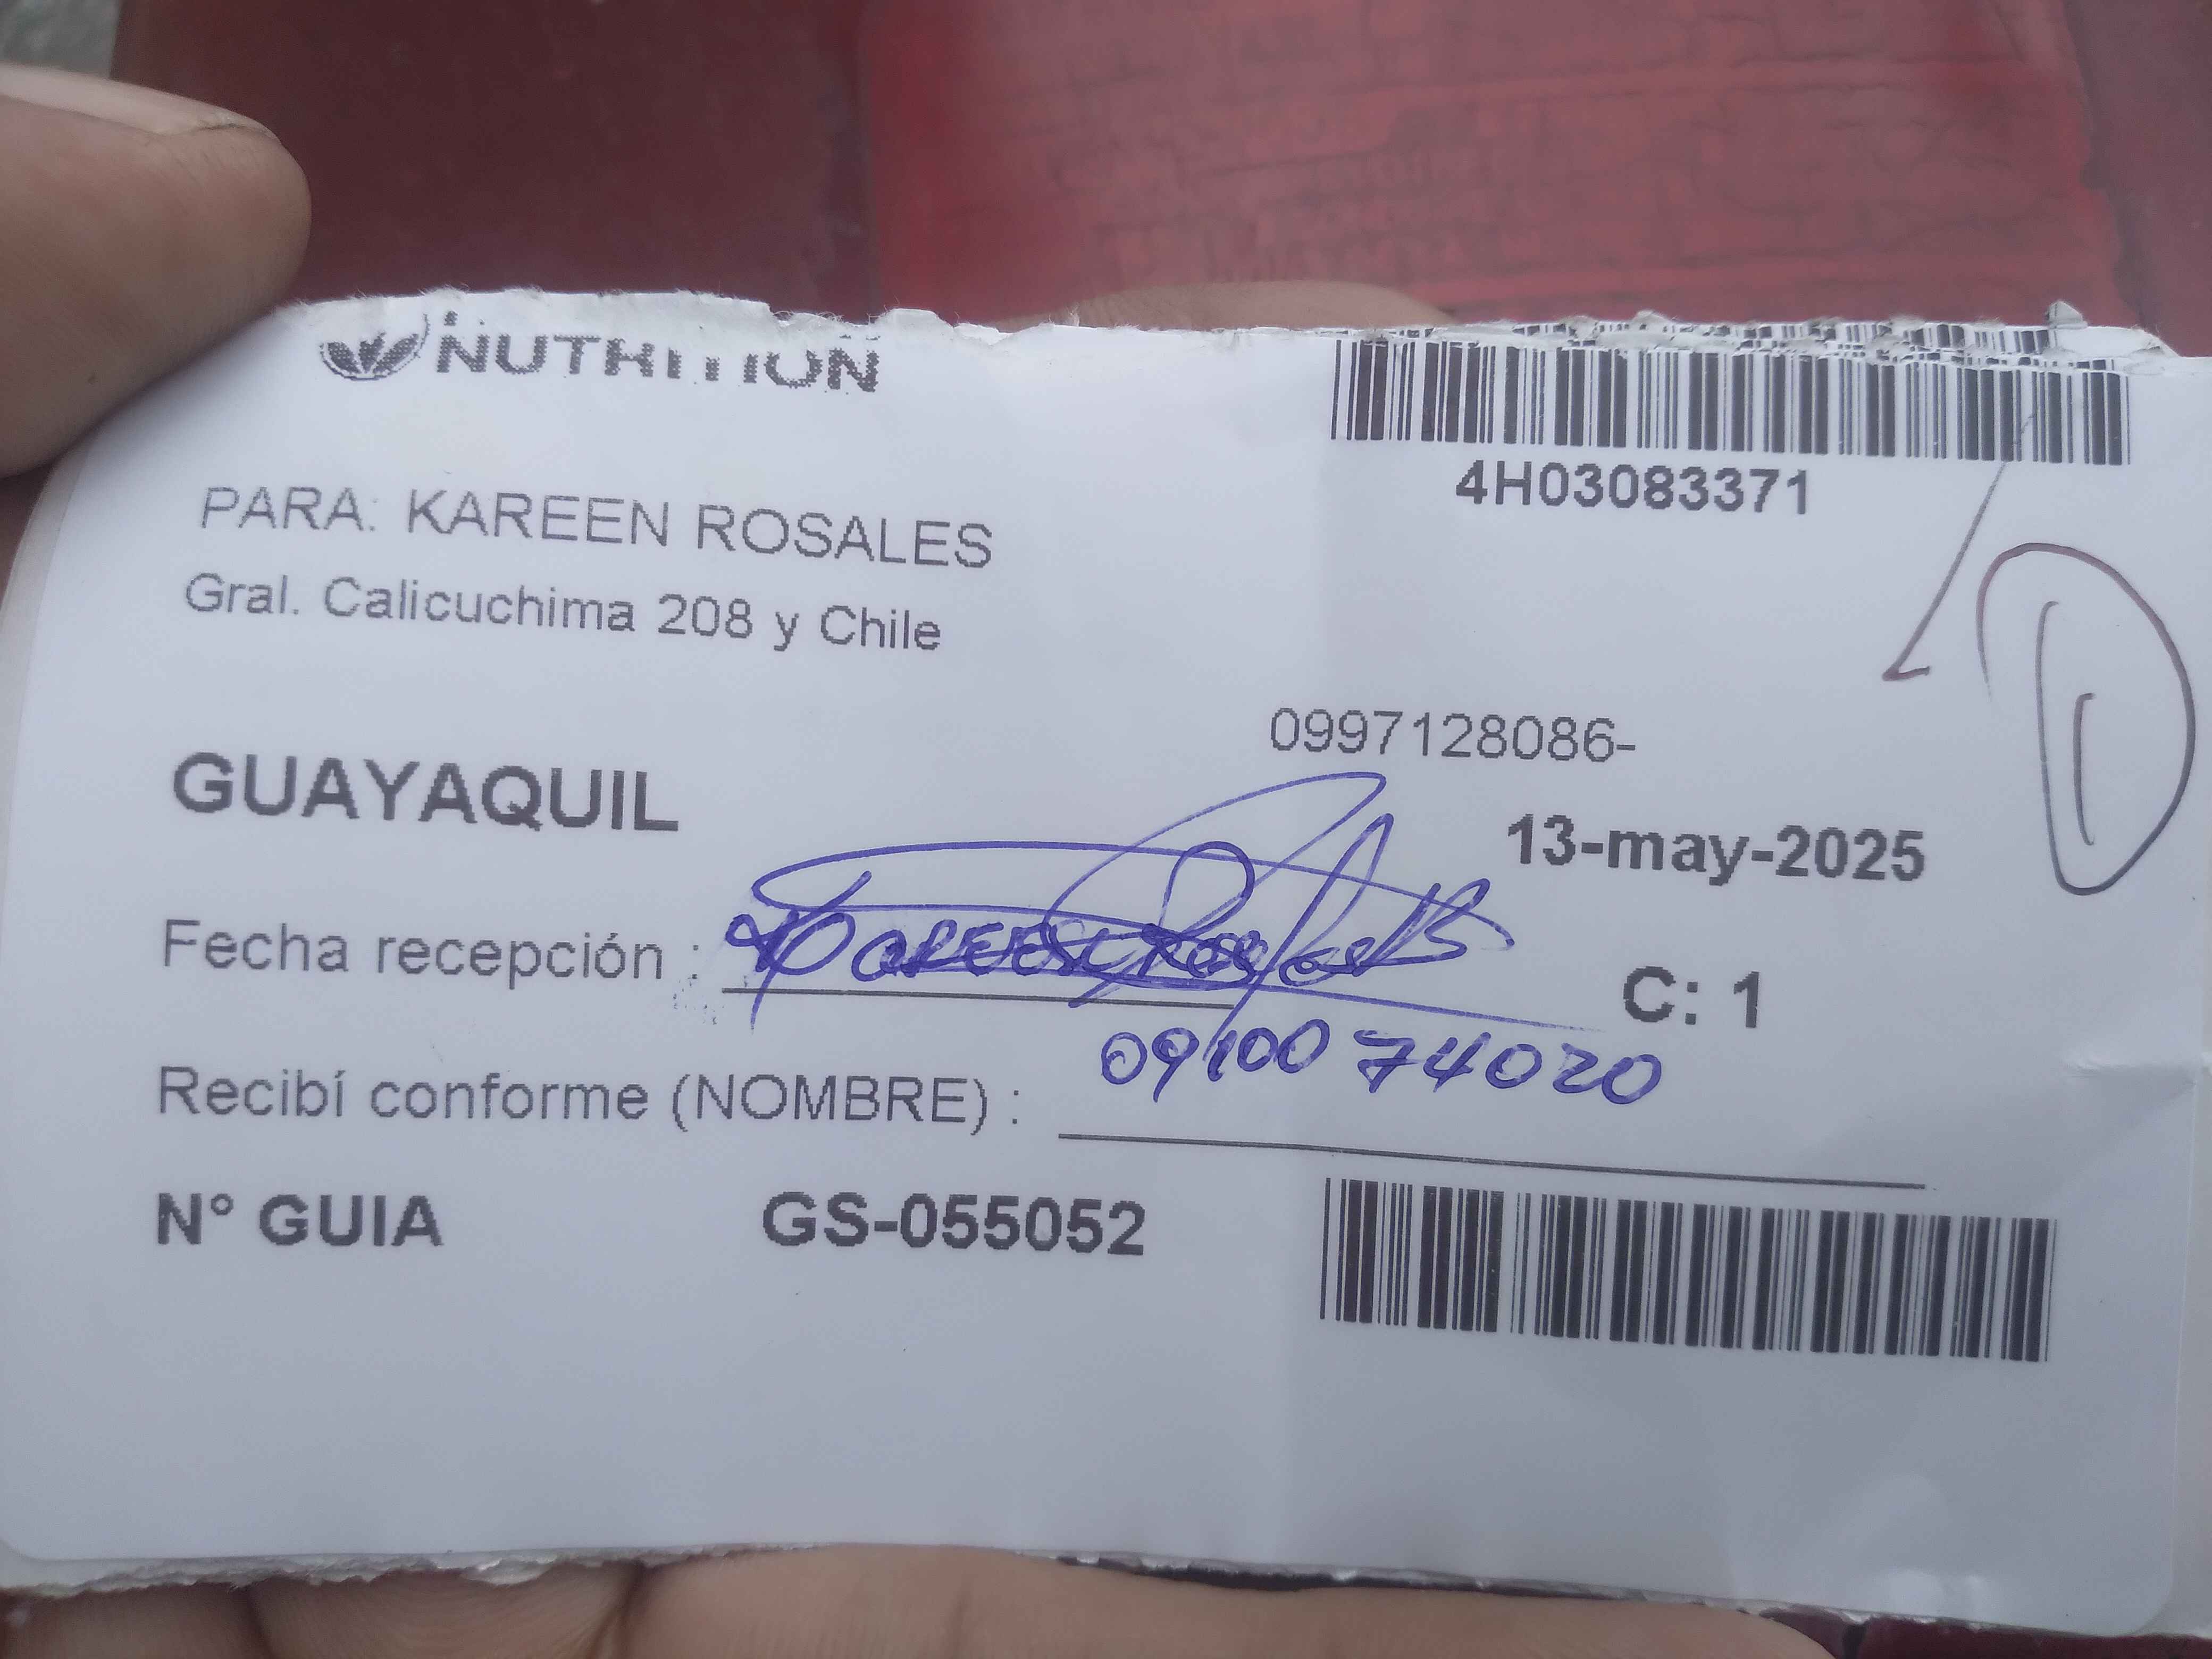 NUTRITION
4H03083371
PARA: KAREEN ROSALES
Gral. Calicuchima 208 y Chile
0997128086-
GUAYAQUIL
13-may-2025
Fecha recepción :
C: 1
0910074020
Recibí conforme (NOMBRE) :
N° GUIA GS-055052